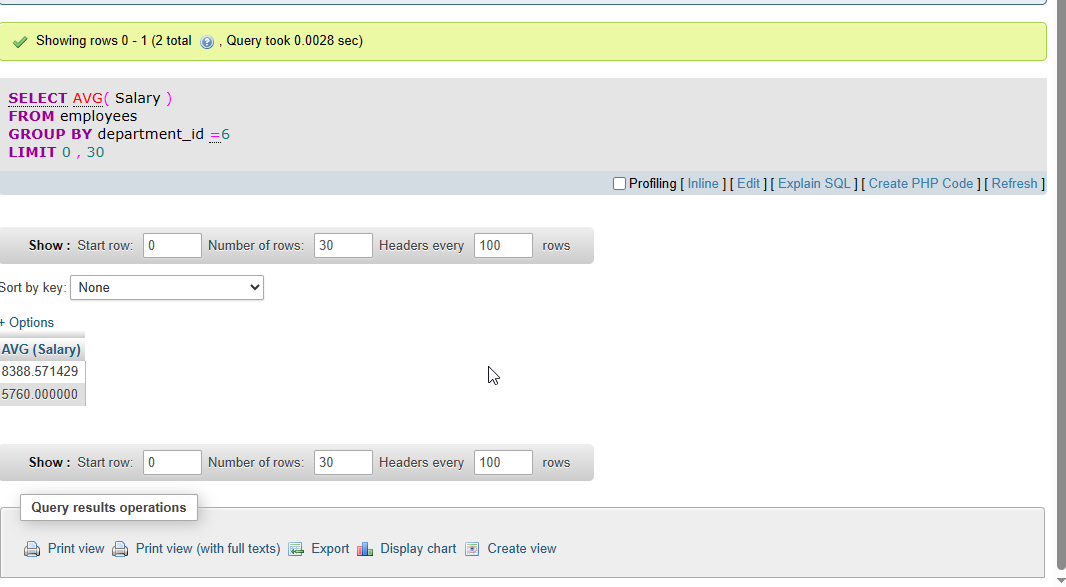 Showing rows 0 - 1 (2 total , Query took 0.0028 sec)
SELECT AVG( Salary )
FROM employees
GROUP BY department_id =6
LIMIT 0 , 30
Profiling [ Inline ] [ Edit ] [ Explain SQL ] [ Create PHP Code ] [ Refresh ]
Show : Start row: 0 Number of rows: 30 Headers every 100 rows
Sort by key: None
+ Options
AVG (Salary)
8388.571429
5760.000000
Show : Start row: 0 Number of rows: 30 Headers every 100 rows
Query results operations
Print view Print view (with full texts) Export Display chart Create view